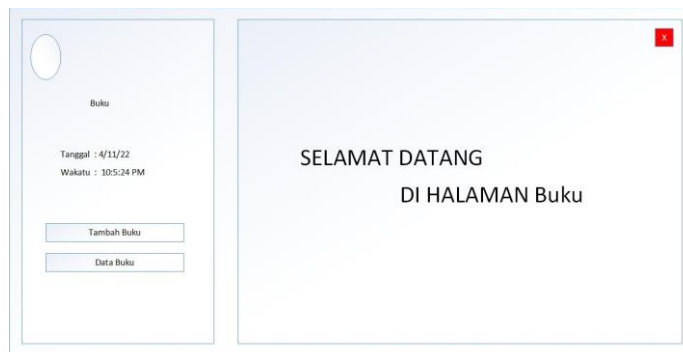 Buku
Tanggal : 4/11/22
Wakatu : 10:5:24 PM
Tambah Buku
Data Buku
X
SELAMAT DATANG
DI HALAMAN Buku